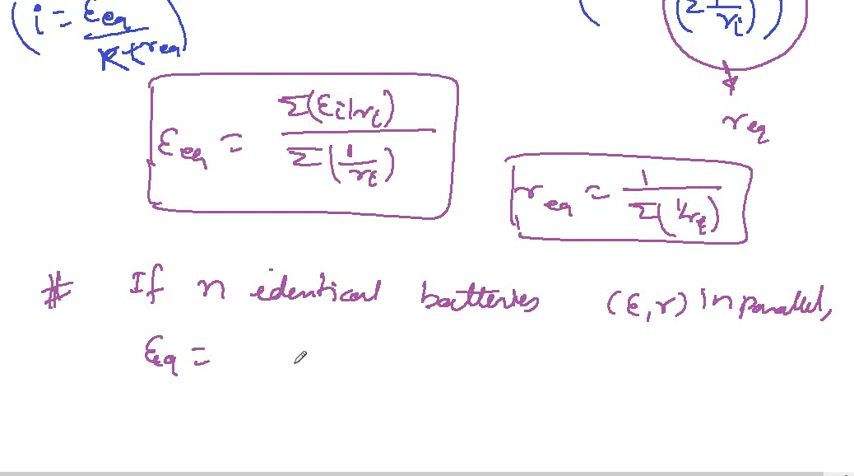 (i = εeq / R + req)
(Σ 1/ri))
req
εeq = Σ(εi/ri) / Σ(1/ri)
req = 1 / Σ(1/ri)
# If n identical batteries (ε, r) in parallel,
εeq =